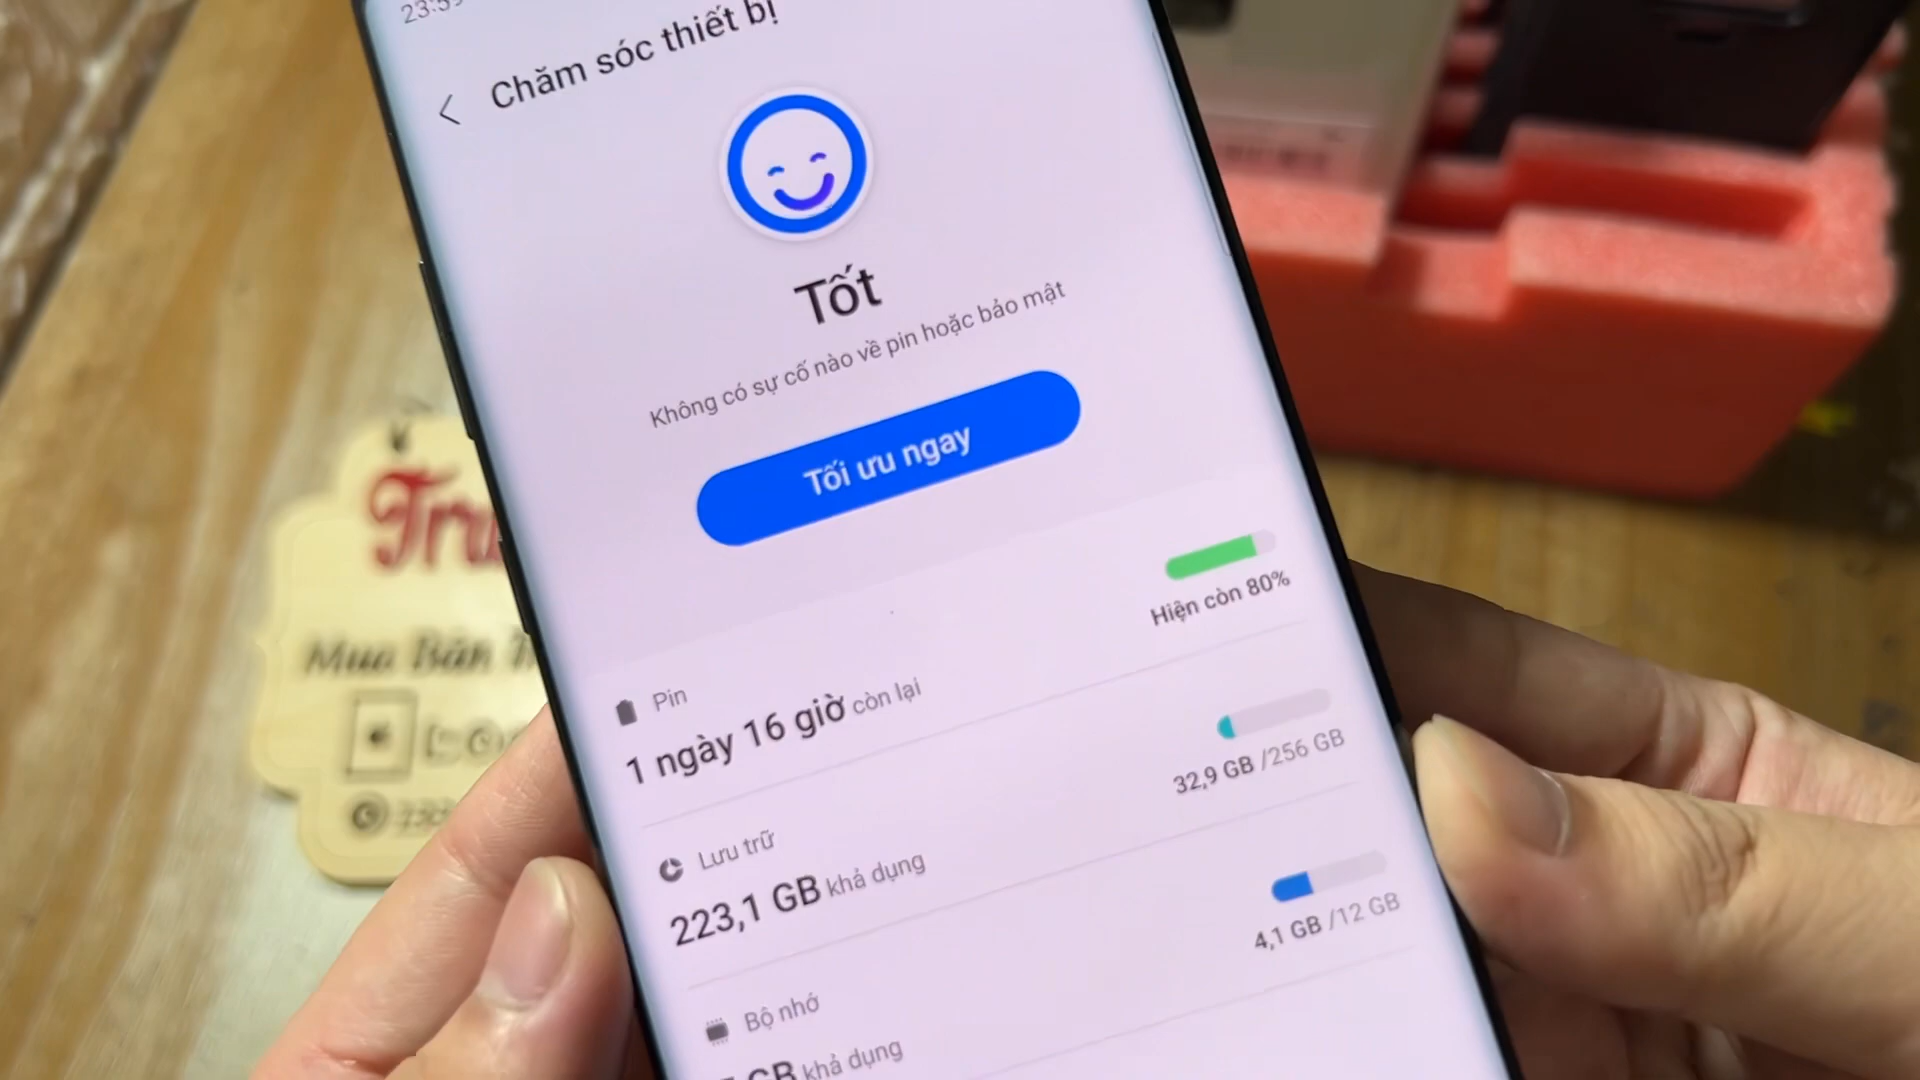 Chăm sóc thiết bị
Tốt
Không có sự cố nào về pin hoặc bảo mật
Tối ưu ngay
Pin
1 ngày 16 giờ còn lại
Hiện còn 80%
Lưu trữ
223,1 GB khả dụng
32,9 GB /256 GB
Bộ nhớ
GB khả dụng
4,1 GB /12 GB
Mua Bán